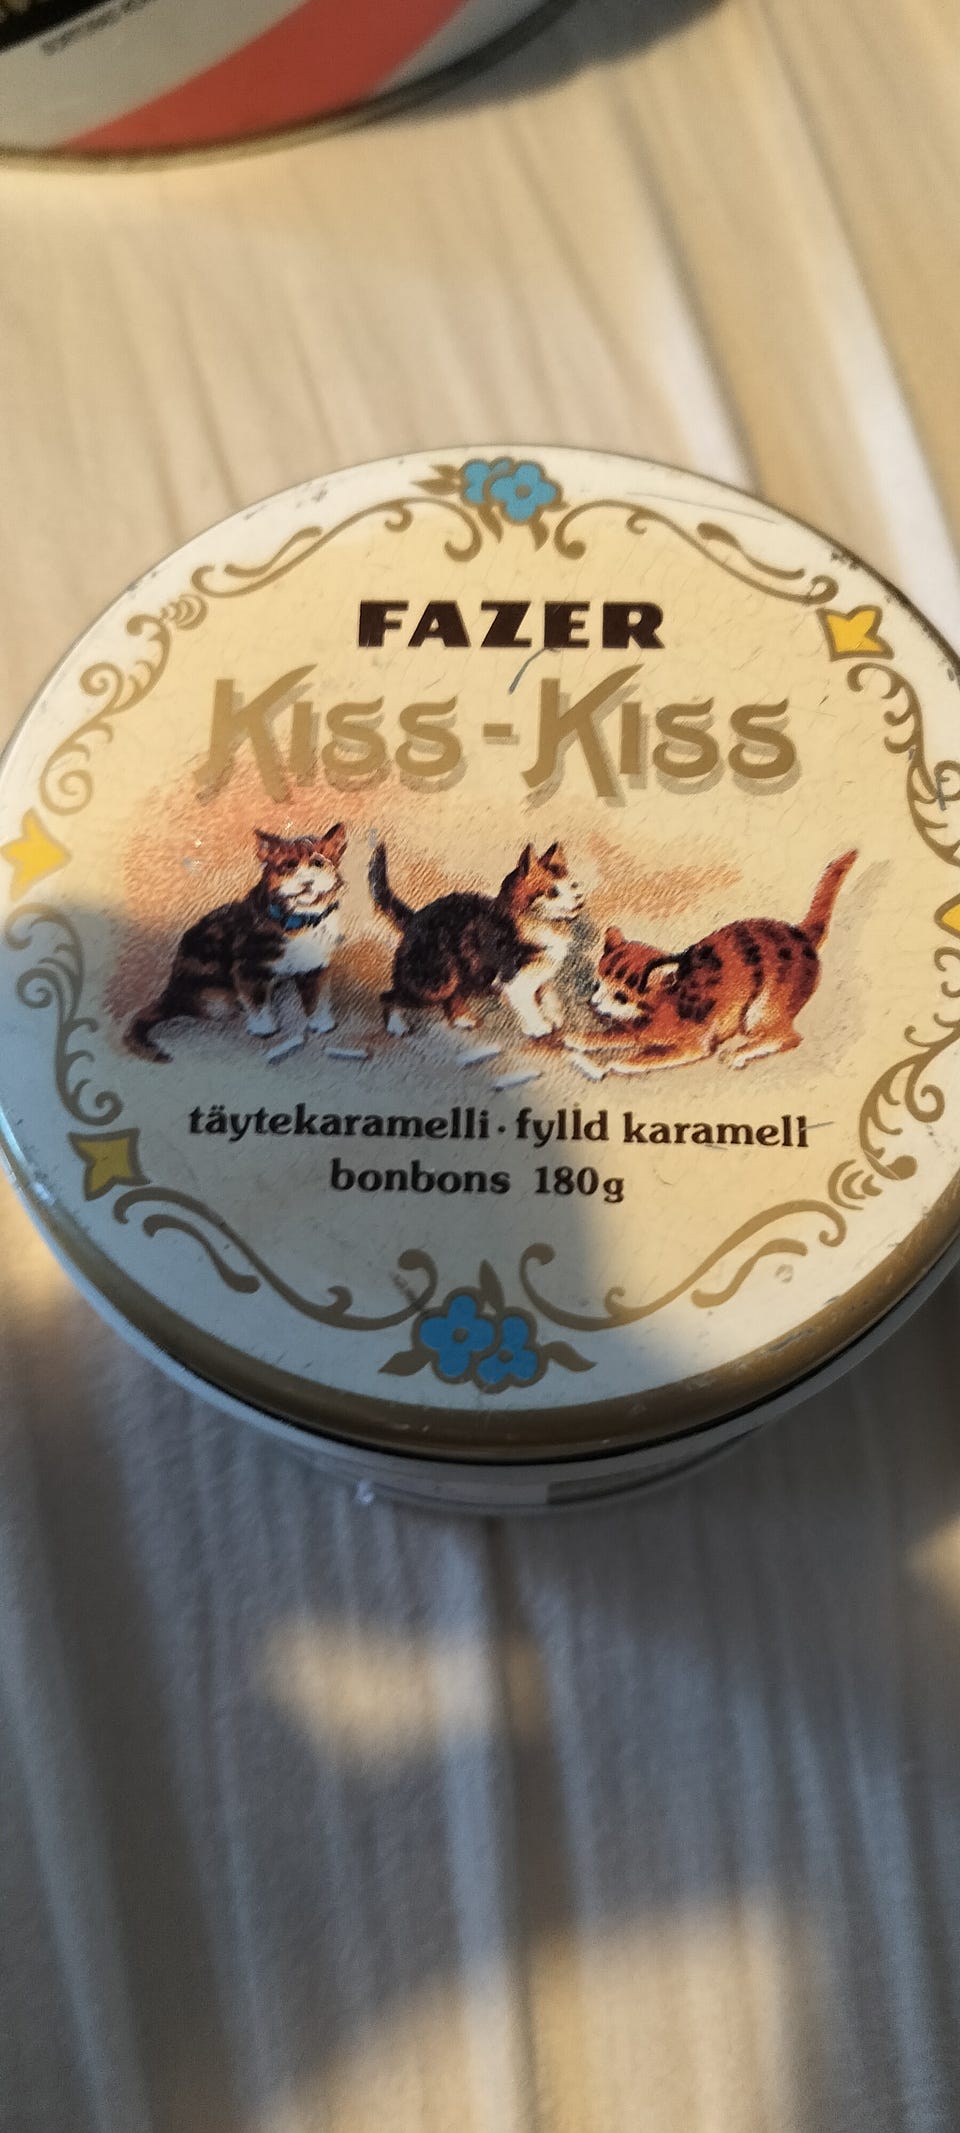 FAZER
Kiss-Kiss
täytekaramelli · fylld karamell
bonbons 180g